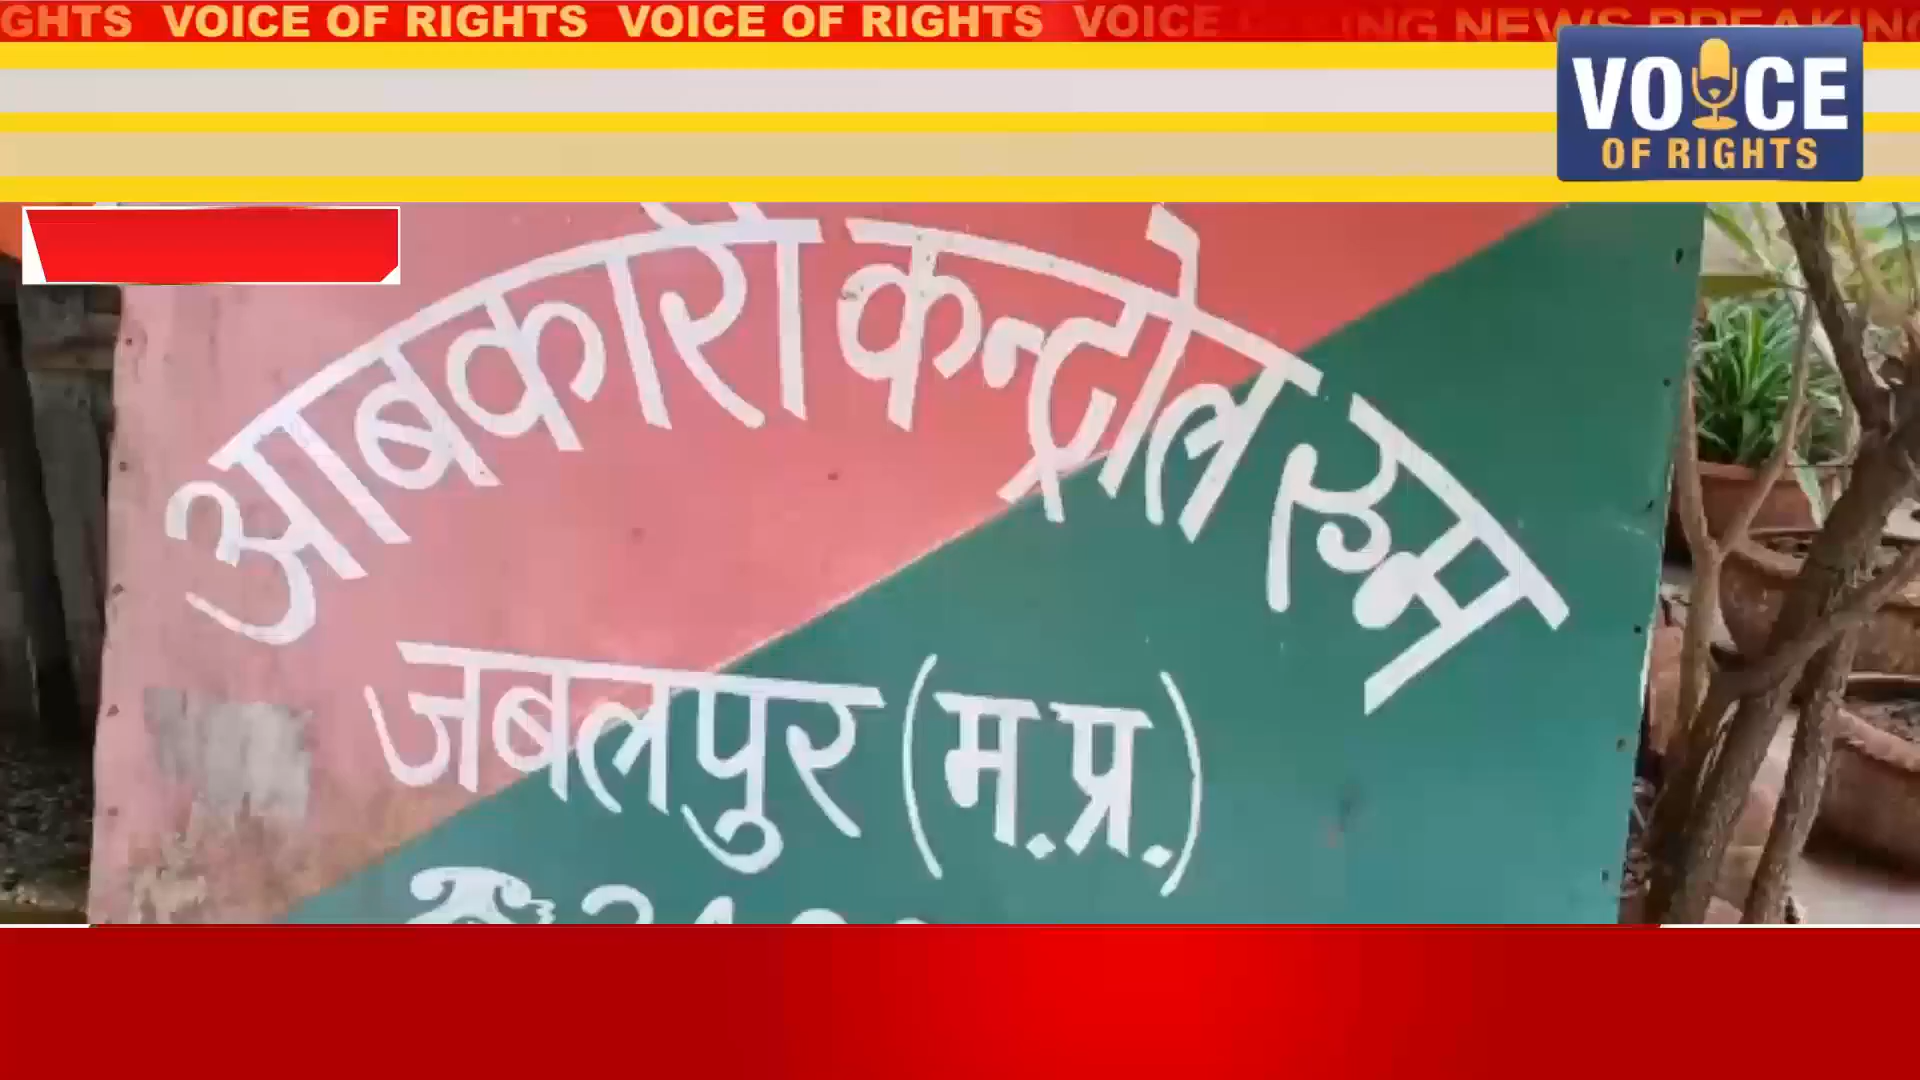 GHTS VOICE OF RIGHTS VOICE OF RIGHTS VOICE
VOICE
OF RIGHTS
आबकारी कन्ट्रोल रूम
जबलपुर (म.प्र.)